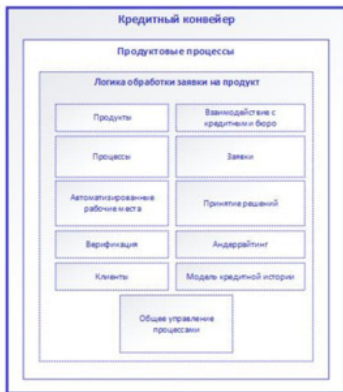 Кредитный конвейер
Продуктовые процессы
Логика обработки заявки на продукт
Продукты
Взаимодействие с
кредитными бюро
Процессы
Заявки
Автоматизированные
рабочие места
Принятие решений
Верификация
Андеррайтинг
Клиенты
Модель кредитной истории
Общее управление
процессами